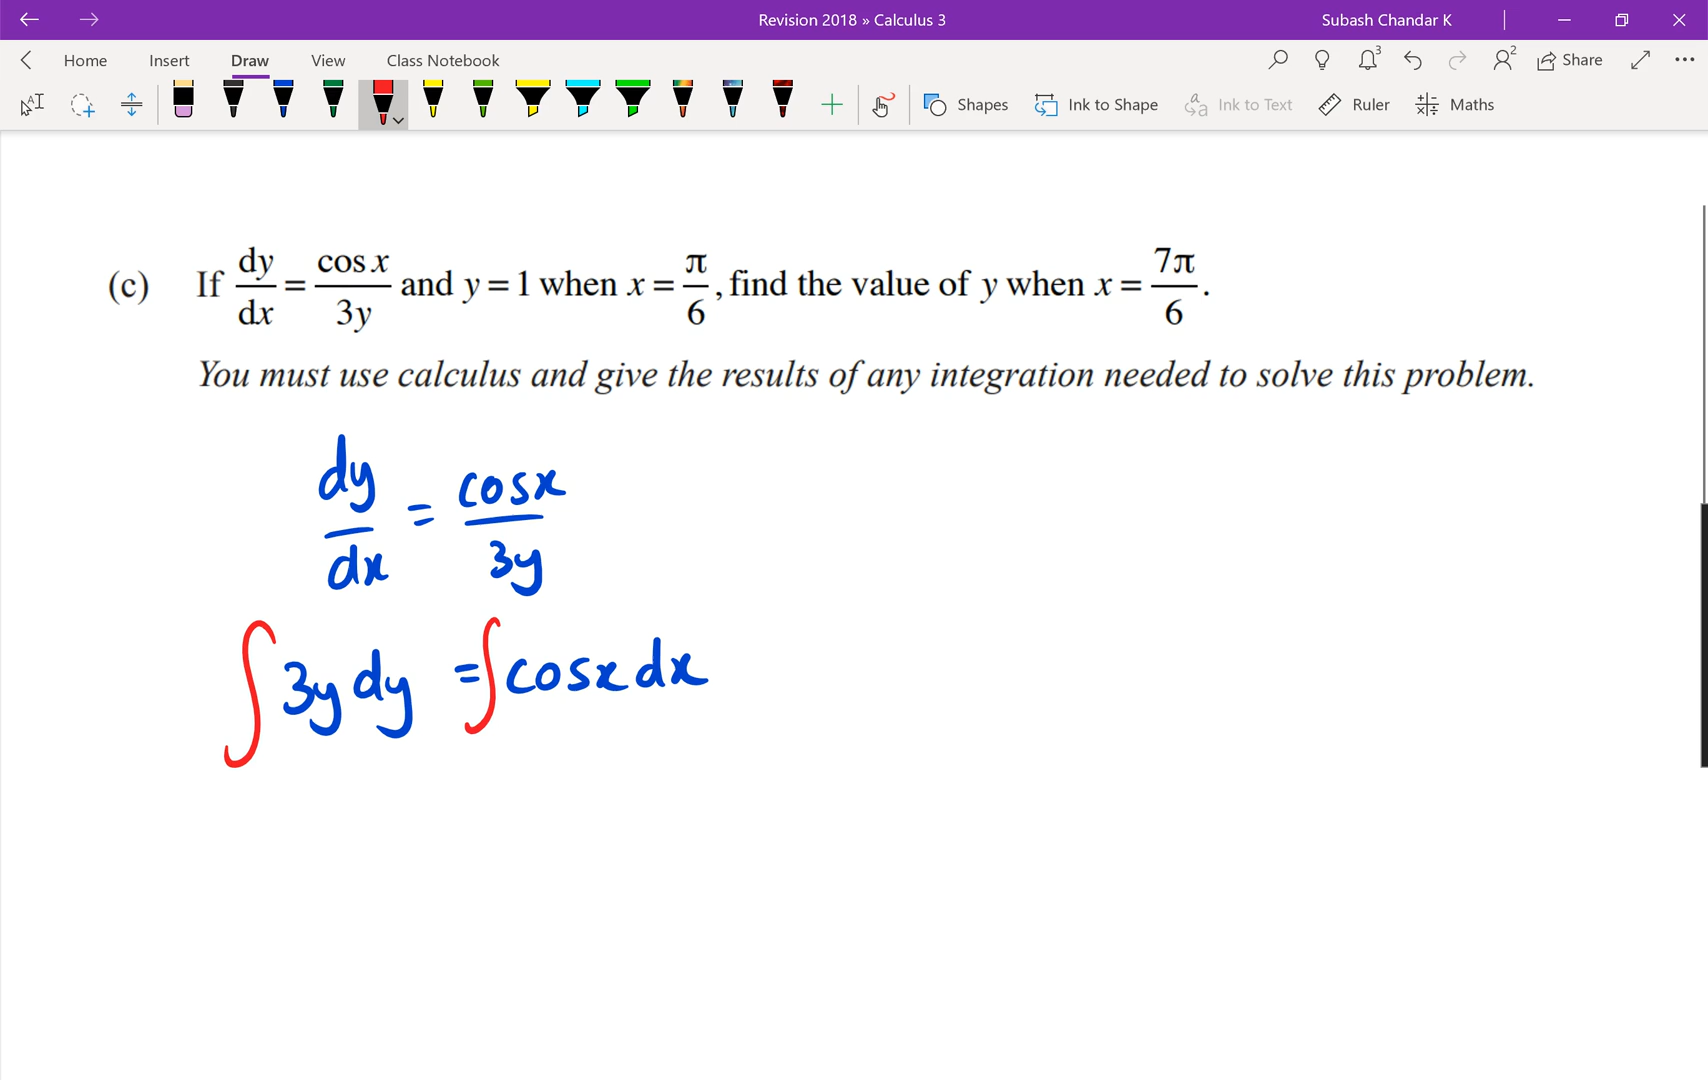 Revision 2018 » Calculus 3
Subash Chandar K
Home Insert Draw View Class Notebook
3
2
Share
Shapes Ink to Shape Ink to Text Ruler Maths
(c) If dy/dx = cos x/3y and y = 1 when x = π/6, find the value of y when x = 7π/6.
You must use calculus and give the results of any integration needed to solve this problem.
dy/dx = cosx/3y
∫ 3y dy = ∫ cosx dx